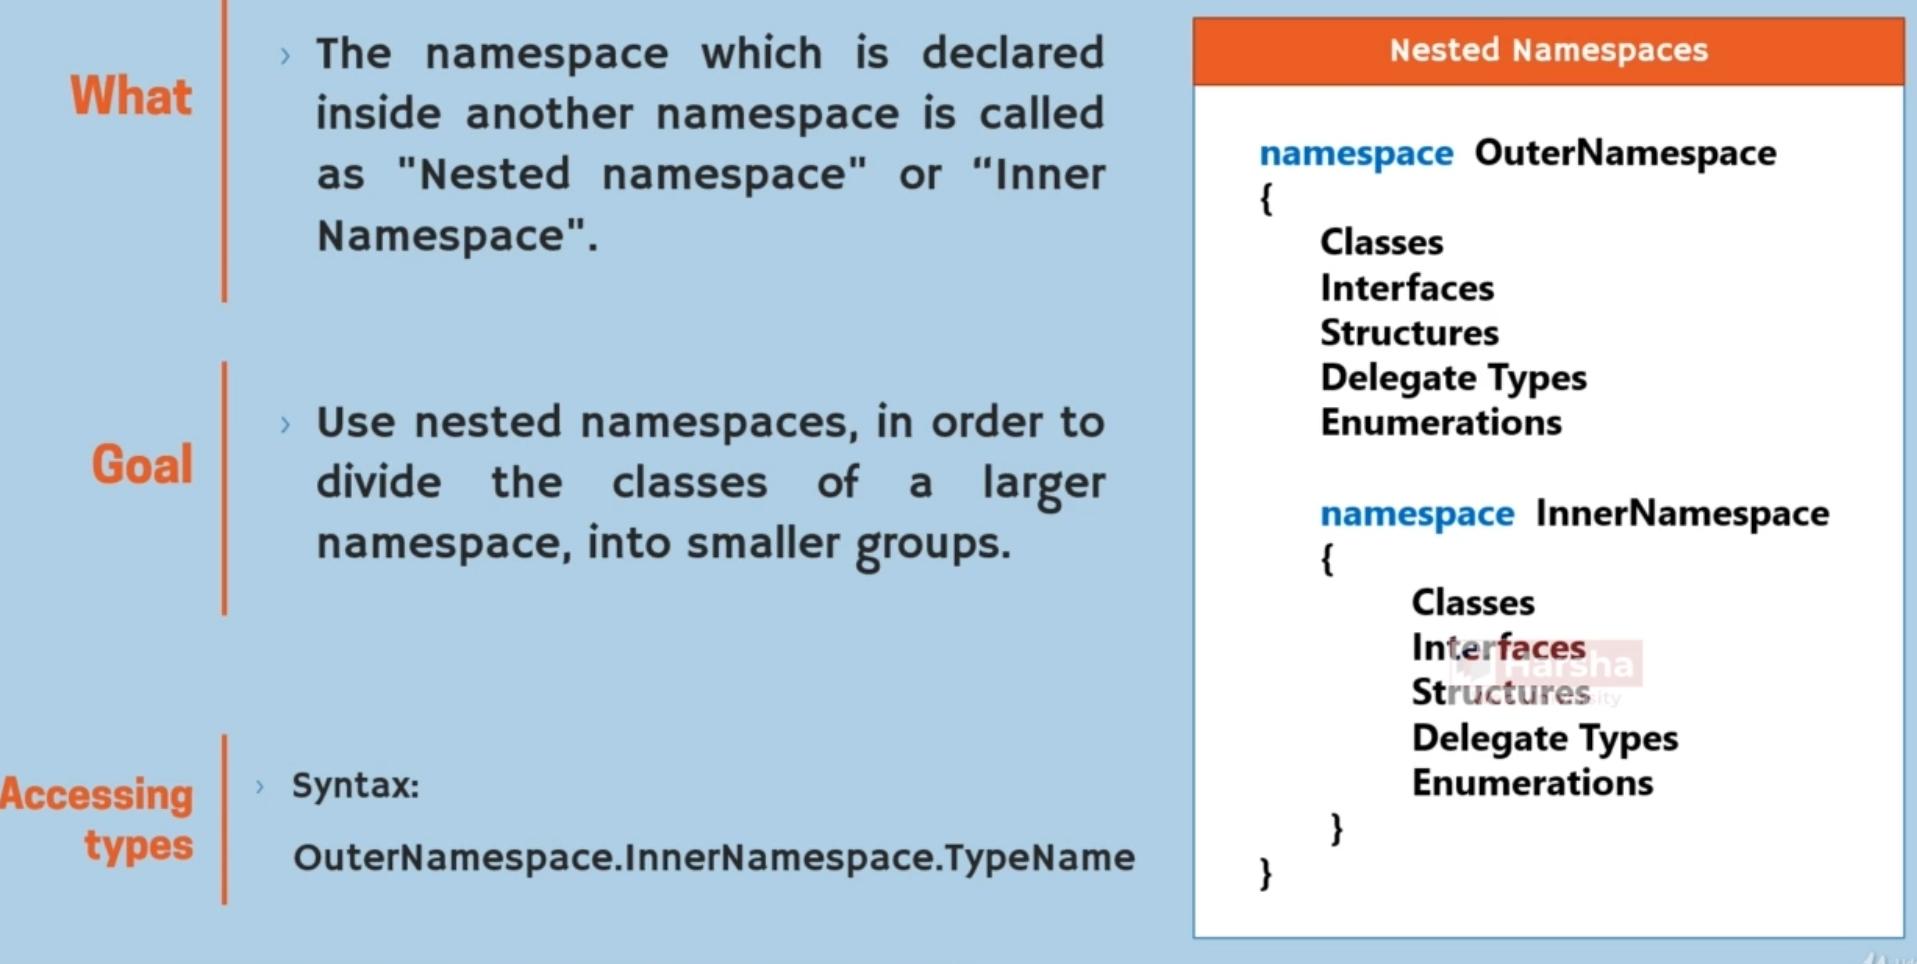 What
› The namespace which is declared
inside another namespace is called
as "Nested namespace" or “Inner
Namespace".
Goal
› Use nested namespaces, in order to
divide the classes of a larger
namespace, into smaller groups.
Accessing
types
› Syntax:
OuterNamespace.InnerNamespace.TypeName
Nested Namespaces
namespace OuterNamespace
{
Classes
Interfaces
Structures
Delegate Types
Enumerations
namespace InnerNamespace
{
Classes
Interfaces
Structures
Delegate Types
Enumerations
}
}
Harsha